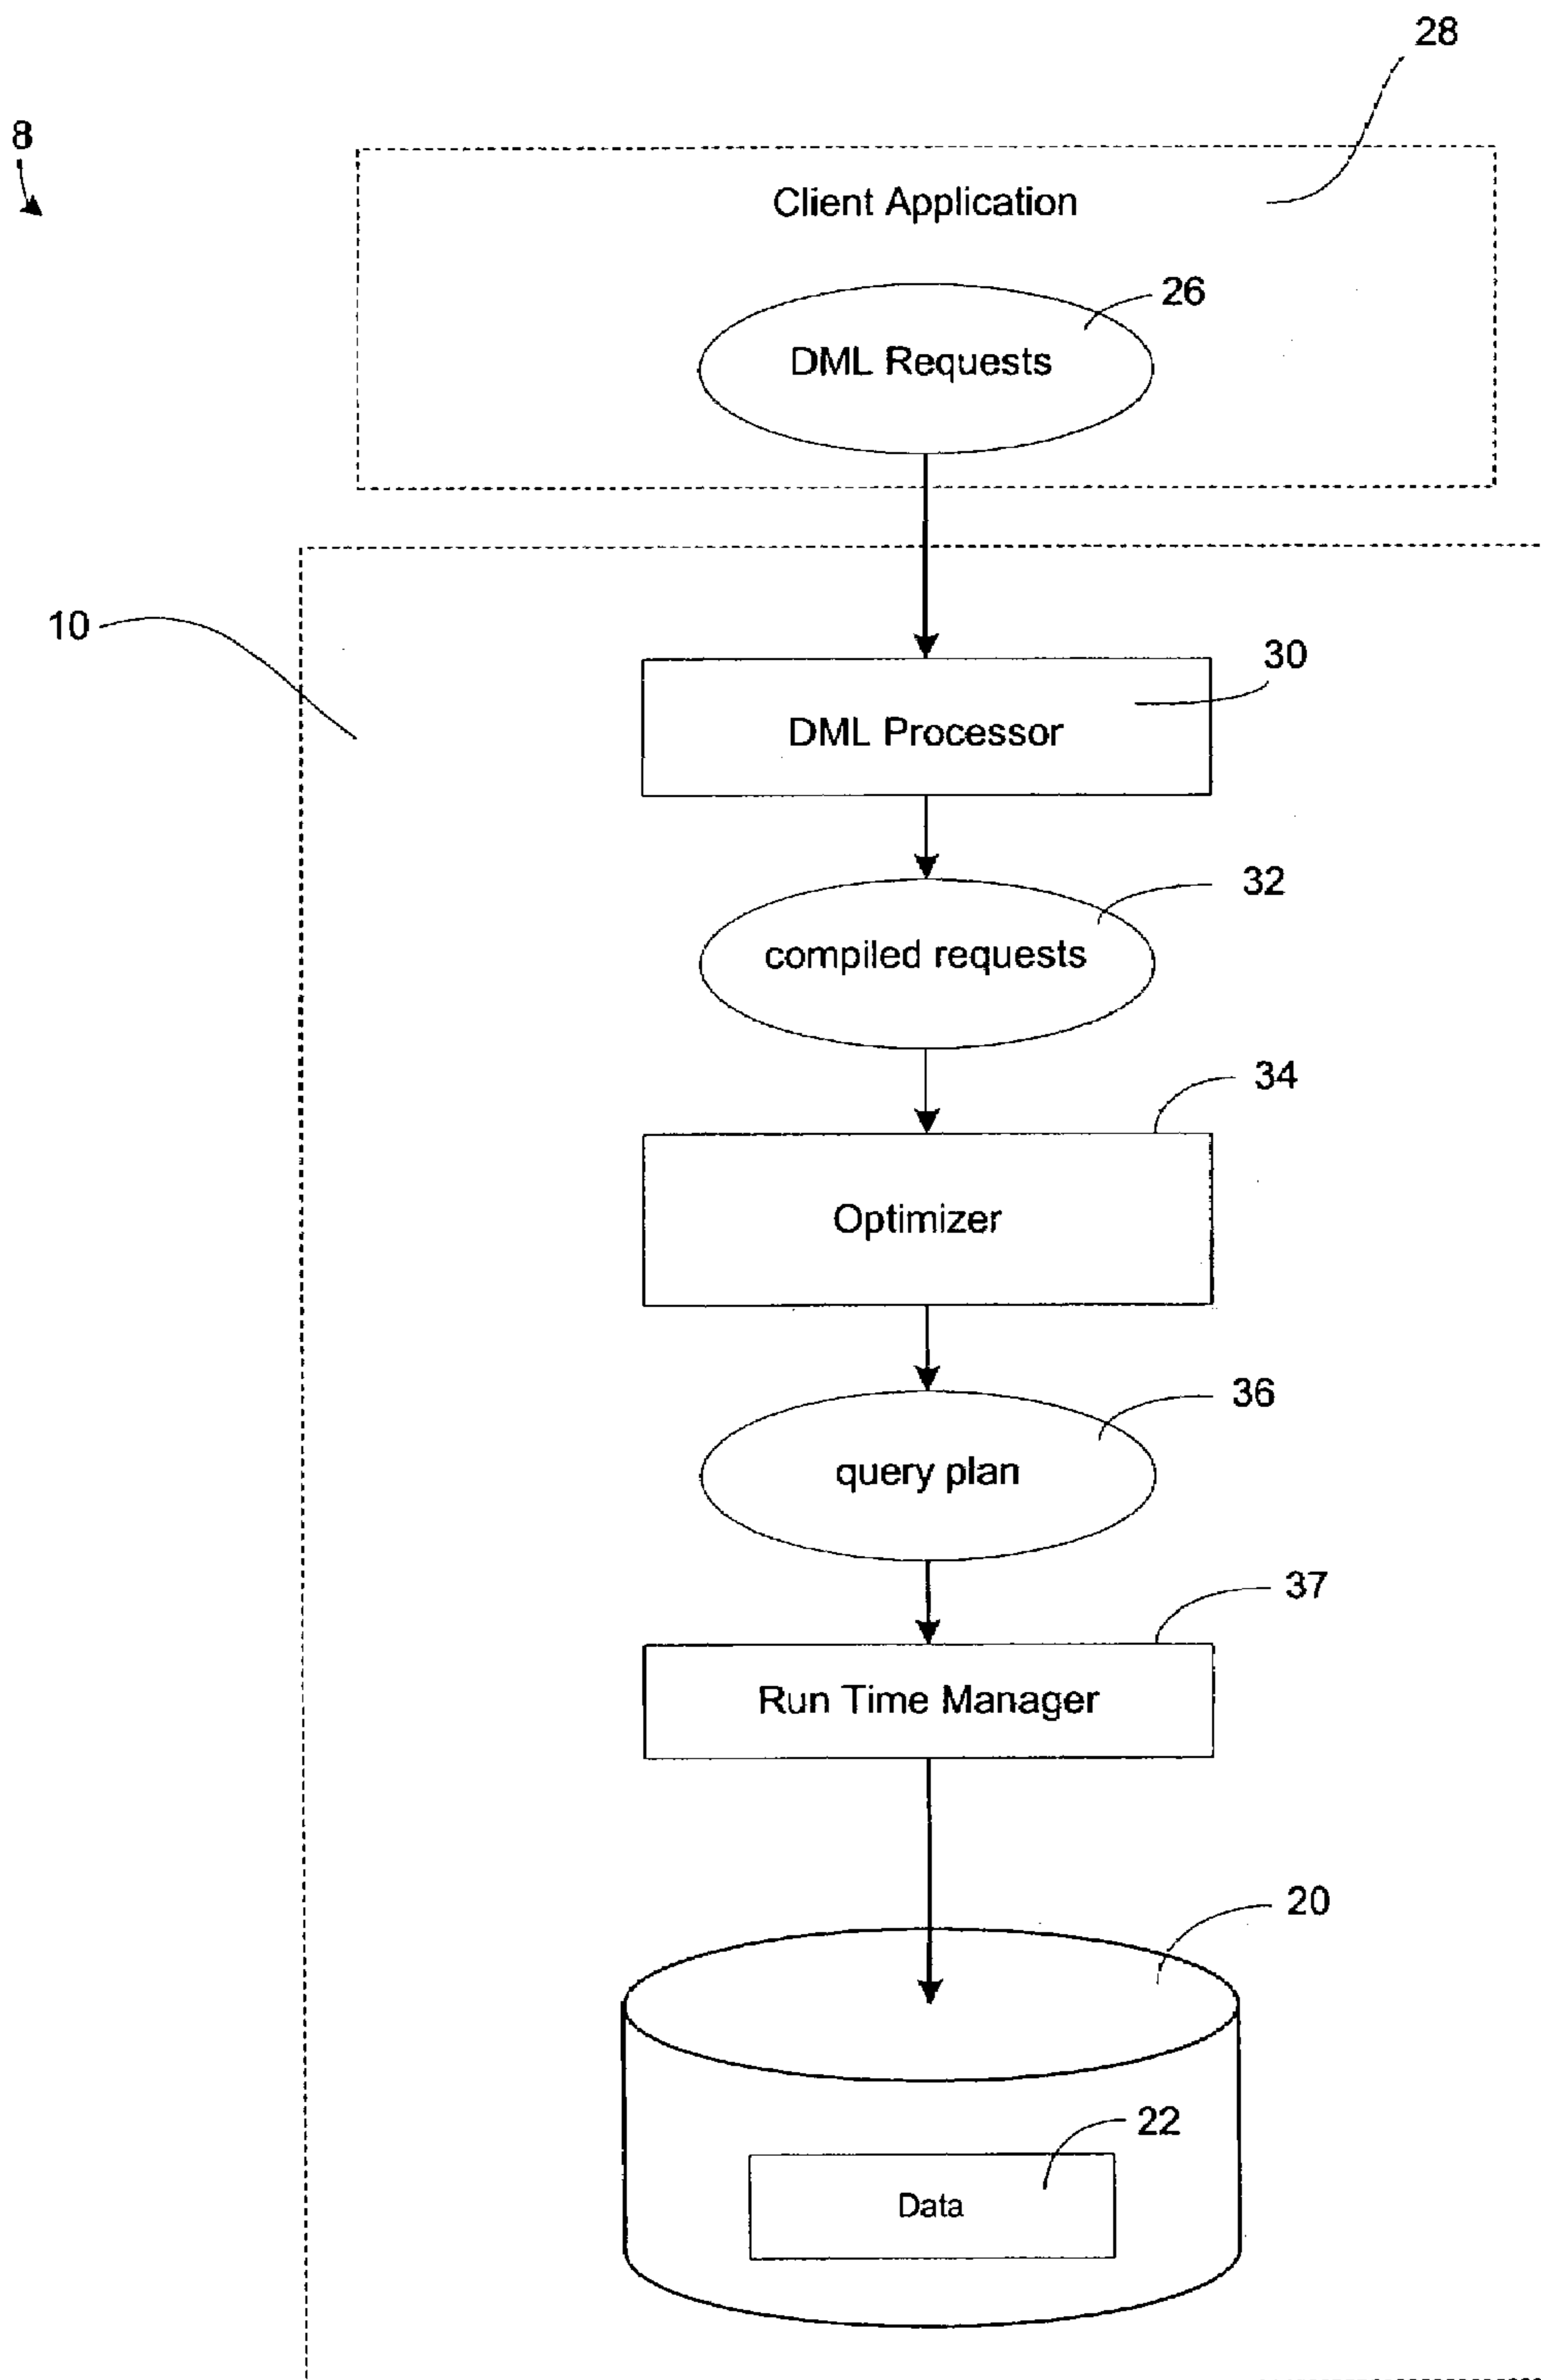 28
8
Client Application
26
DML Requests
10
30
DML Processor
32
compiled requests
34
Optimizer
36
query plan
37
Run Time Manager
20
22
Data